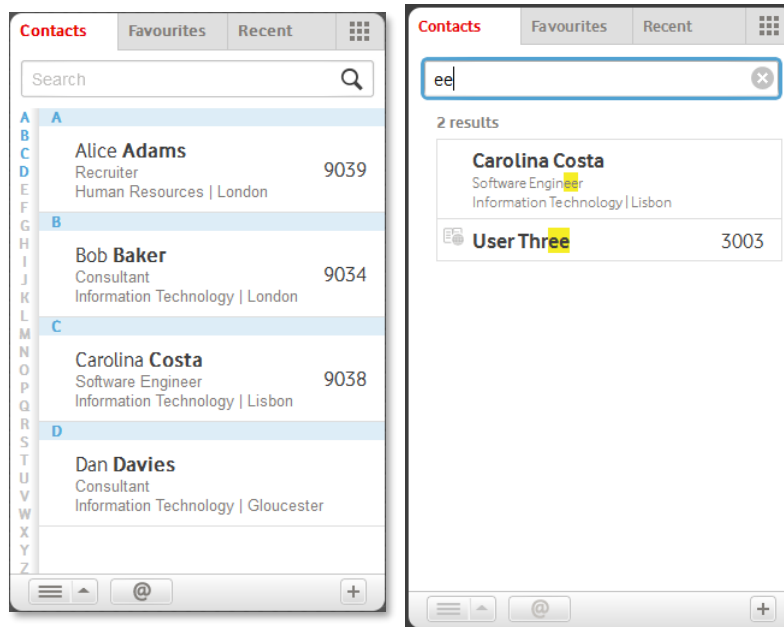 Contacts Favourites Recent
Search
A
B
C
D
E
F
G
H
I
J
K
L
M
N
O
P
Q
R
S
T
U
V
W
X
Y
Z
A
Alice Adams
Recruiter
Human Resources | London
9039
B
Bob Baker
Consultant
Information Technology | London
9034
C
Carolina Costa
Software Engineer
Information Technology | Lisbon
9038
D
Dan Davies
Consultant
Information Technology | Gloucester
@
+
Contacts Favourites Recent
ee
2 results
Carolina Costa
Software Engineer
Information Technology | Lisbon
User Three 3003
@
+